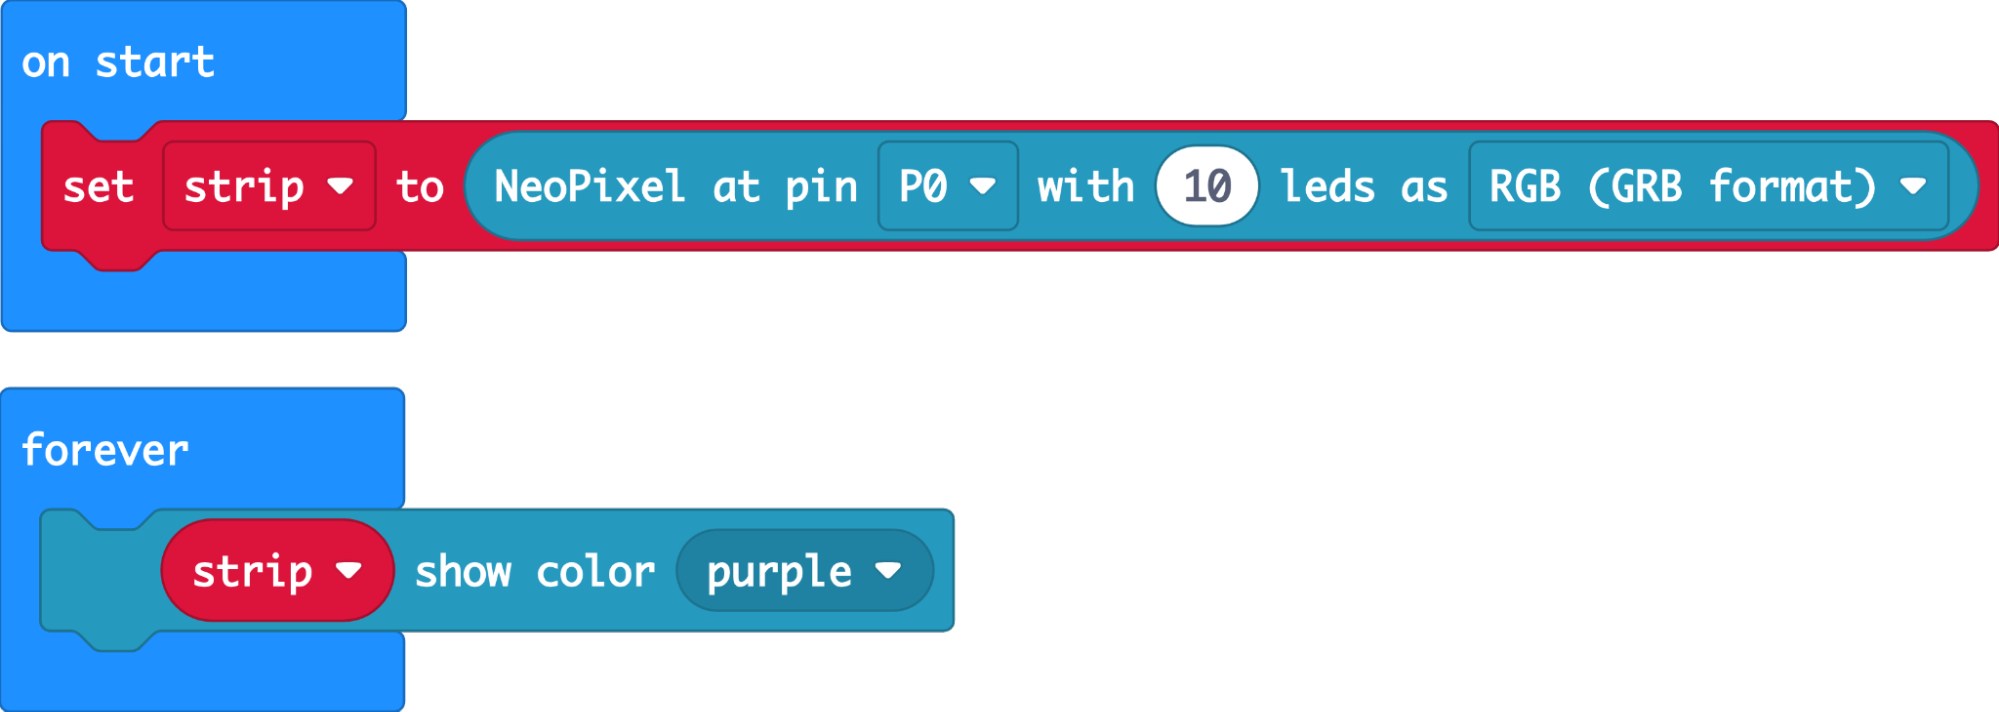 on start
set strip to NeoPixel at pin P0 with 10 leds as RGB (GRB format)
forever
strip show color purple